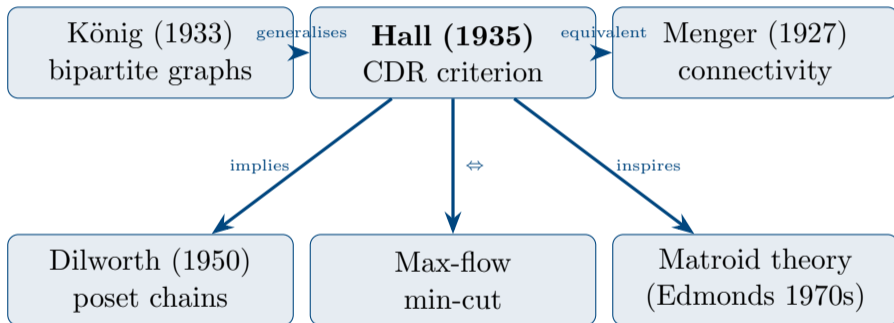 König (1933)
bipartite graphs
generalises
Hall (1935)
CDR criterion
equivalent
Menger (1927)
connectivity
implies
⇔
inspires
Dilworth (1950)
poset chains
Max-flow
min-cut
Matroid theory
(Edmonds 1970s)